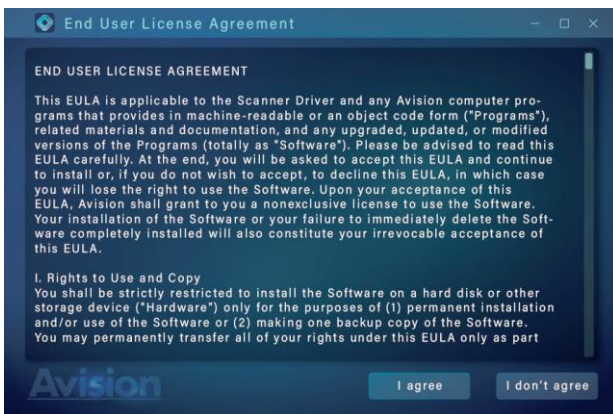 End User License Agreement
END USER LICENSE AGREEMENT
This EULA is applicable to the Scanner Driver and any Avision computer pro-
grams that provides in machine-readable or an object code form ("Programs"),
related materials and documentation, and any upgraded, updated, or modified
versions of the Programs (totally as "Software"). Please be advised to read this
EULA carefully. At the end, you will be asked to accept this EULA and continue
to install or, if you do not wish to accept, to decline this EULA, in which case
you will lose the right to use the Software. Upon your acceptance of this
EULA, Avision shall grant to you a nonexclusive license to use the Software.
Your installation of the Software or your failure to immediately delete the Soft-
ware completely installed will also constitute your irrevocable acceptance of
this EULA.
I. Rights to Use and Copy
You shall be strictly restricted to install the Software on a hard disk or other
storage device ("Hardware") only for the purposes of (1) permanent installation
and/or use of the Software or (2) making one backup copy of the Software.
You may permanently transfer all of your rights under this EULA only as part
Avision
I agree
I don't agree